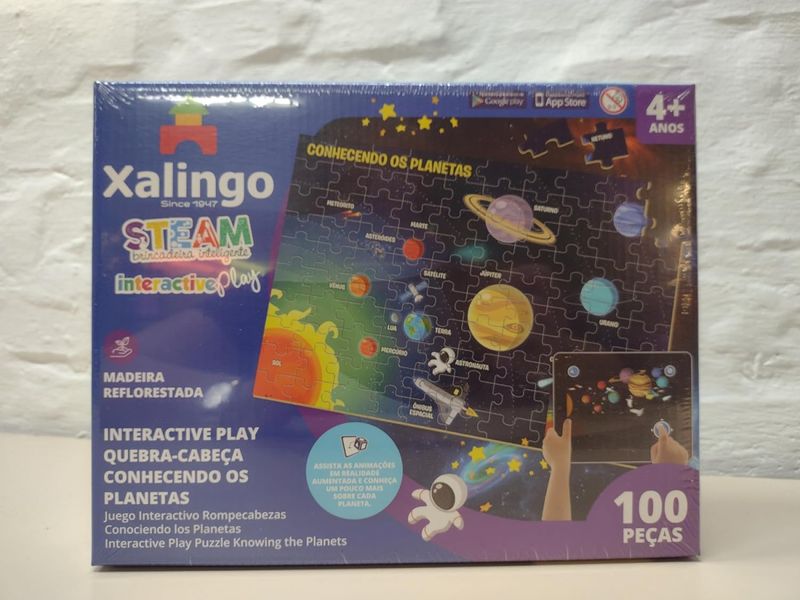 Google play
App Store
4+
ANOS
Xalingo
Since 1947
STEAM
brincadeira inteligente
interactive play
CONHECENDO OS PLANETAS
NETUNO
METEORITO
SATURNO
MARTE
ASTERÓIDES
SATÉLITE
JÚPITER
VÊNUS
URANO
LUA
TERRA
MERCÚRIO
SOL
ASTRONAUTA
ÔNIBUS
ESPACIAL
MADEIRA
REFLORESTADA
INTERACTIVE PLAY
QUEBRA-CABEÇA
CONHECENDO OS
PLANETAS
Juego Interactivo Rompecabezas
Conociendo los Planetas
Interactive Play Puzzle Knowing the Planets
ASSISTA AS ANIMAÇÕES
EM REALIDADE
AUMENTADA E CONHEÇA
UM POUCO MAIS
SOBRE CADA
PLANETA.
100
PEÇAS